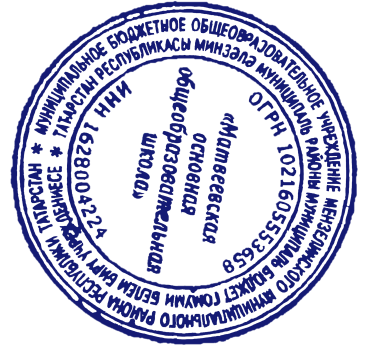 МУНИЦИПАЛЬНОЕ БЮДЖЕТНОЕ ОБЩЕОБРАЗОВАТЕЛЬНОЕ УЧРЕЖДЕНИЕ МЕНЗЕЛИНСКОГО МУНИЦИПАЛЬНОГО РАЙОНА РЕСПУБЛИКИ ТАТАРСТАН *
ТАТАРСТАН РЕСПУБЛИКАСЫ МИНЗӘЛӘ МУНИЦИПАЛЬ РАЙОНЫ МУНИЦИПАЛЬ БЮДЖЕТ ГОМУМИ БЕЛЕМ БИРҮ УЧРЕЖДЕНИЕСЕ *
ОГРН 1021605553658
ИНН 1628004224
«Матвеевская
основная
общеобразовательная
школа»